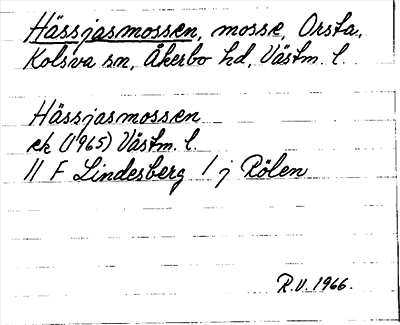 Hässjasmossen, mosse, Orsta,
Kolsva sn, Åkerbo hd, Västm. l.
Hässjasmossen
ek (1965) Västm. l.
11 F Lindesberg 1 j Rölen
R.V. 1966.